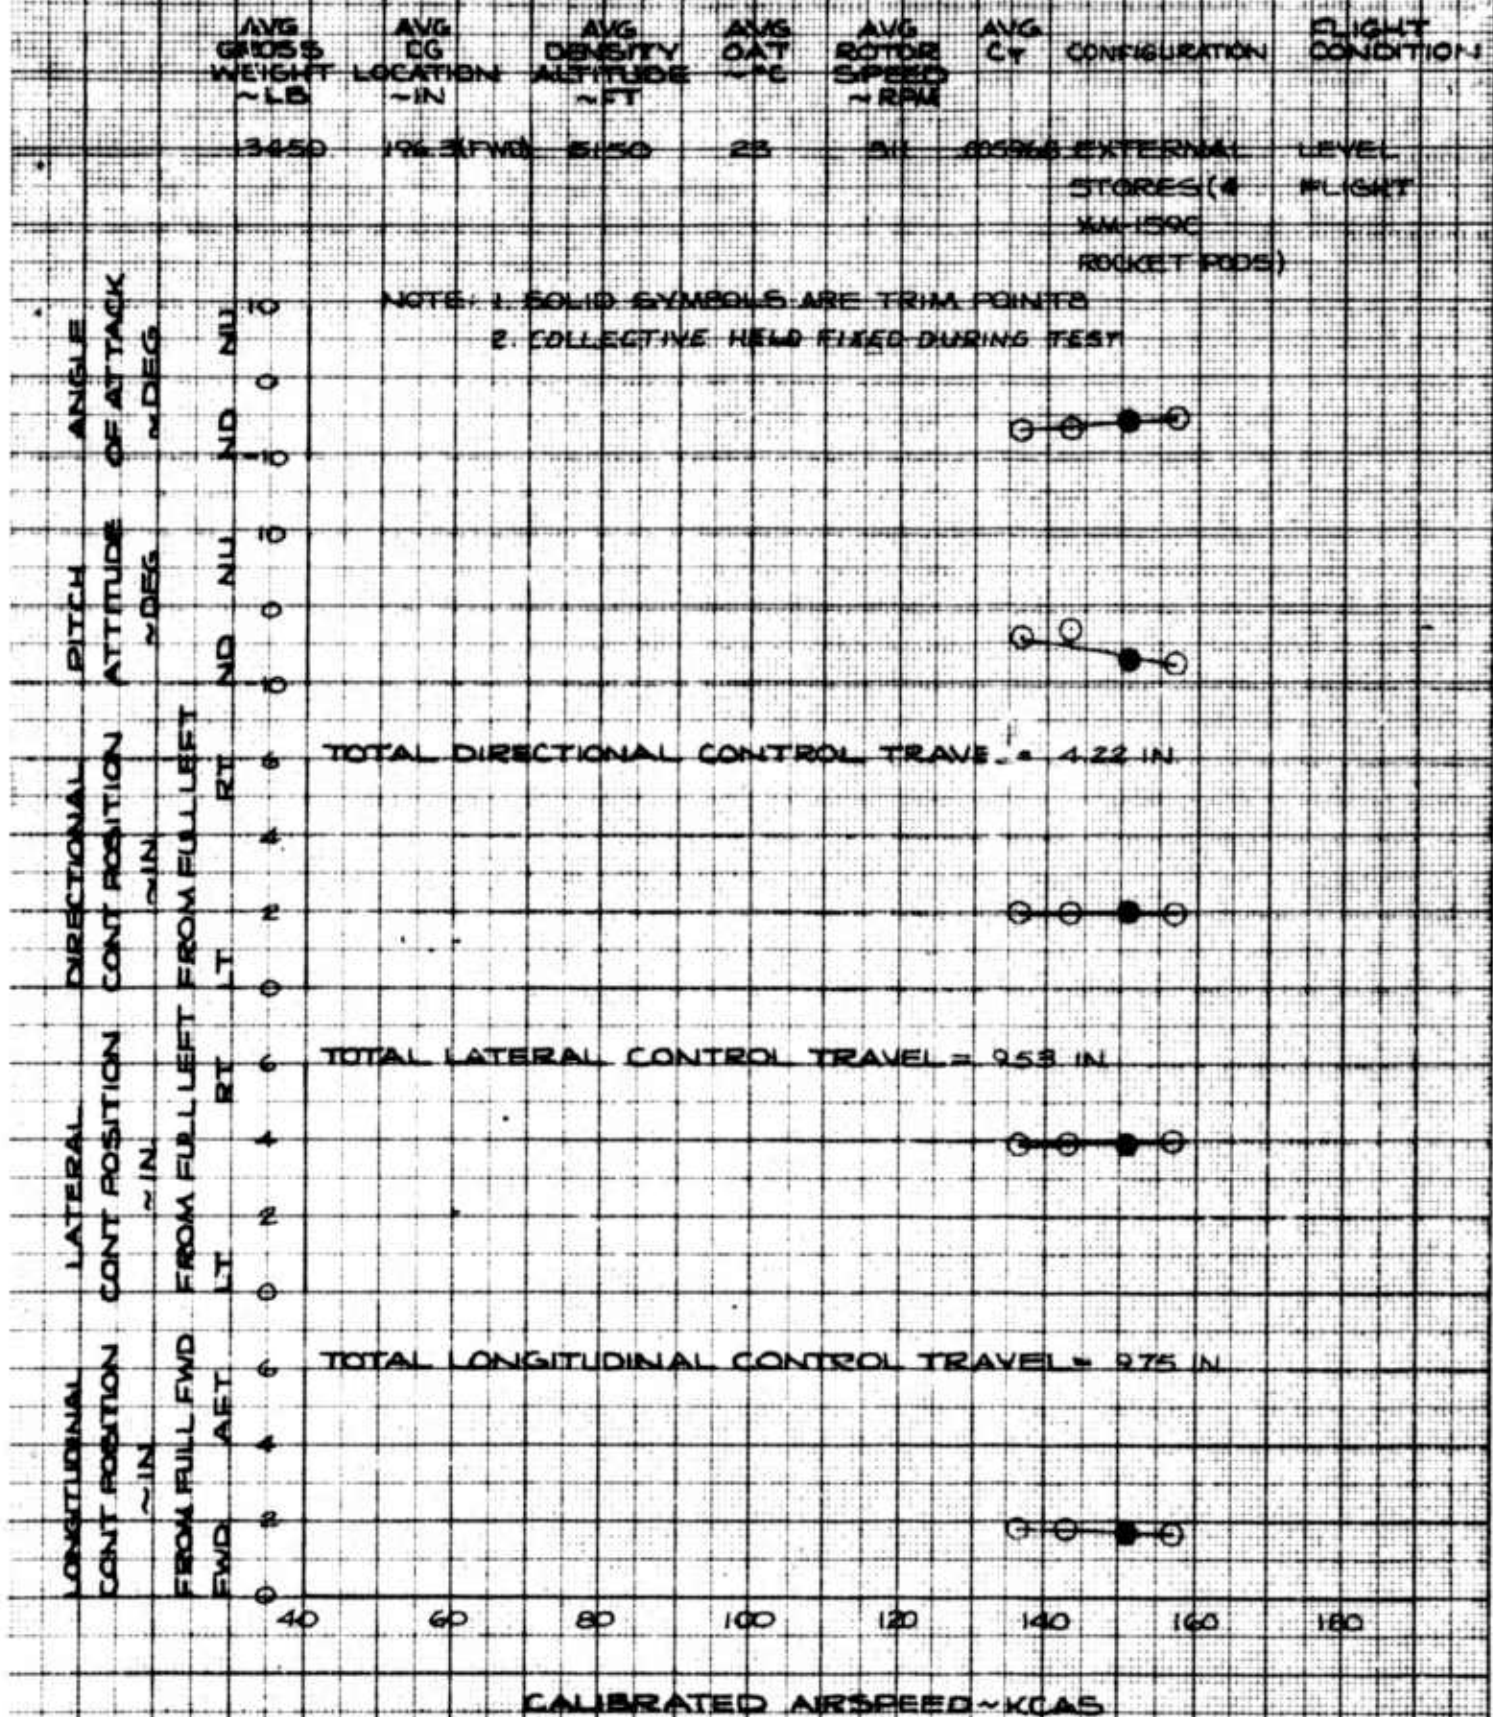 AVG GROSS WEIGHT ~LB
AVG CG LOCATION ~IN
AVG DENSITY ALTITUDE ~FT
AVG OAT ~°C
AVG ROTOR SPEED ~RPM
AVG CT
CONFIGURATION
FLIGHT CONDITION
13450 5150 23 311 EXTERNAL LEVEL
STORES (4 FLIGHT
XM-159C
ROCKET PODS)
NOTE: 1. SOLID SYMBOLS ARE TRIM POINTS
2. COLLECTIVE HELD FIXED DURING TEST
ANGLE
OF ATTACK
~DEG
ND NU
10
0
-10
PITCH
ATTITUDE
~DEG
ND NU
10
0
-10
DIRECTIONAL
CONT POSITION
~IN
FROM FULL LEFT
LT RT
TOTAL DIRECTIONAL CONTROL TRAVEL = 4.22 IN
6
4
2
0
LATERAL
CONT POSITION
~IN.
FROM FULL LEFT
LT RT
TOTAL LATERAL CONTROL TRAVEL = 9.53 IN.
6
4
2
0
LONGITUDINAL
CONT POSITION
~IN
FROM FULL FWD
FWD AFT
TOTAL LONGITUDINAL CONTROL TRAVEL = 9.75 IN
6
4
2
0
40 60 80 100 120 140 160 180
CALIBRATED AIRSPEED ~ KCAS